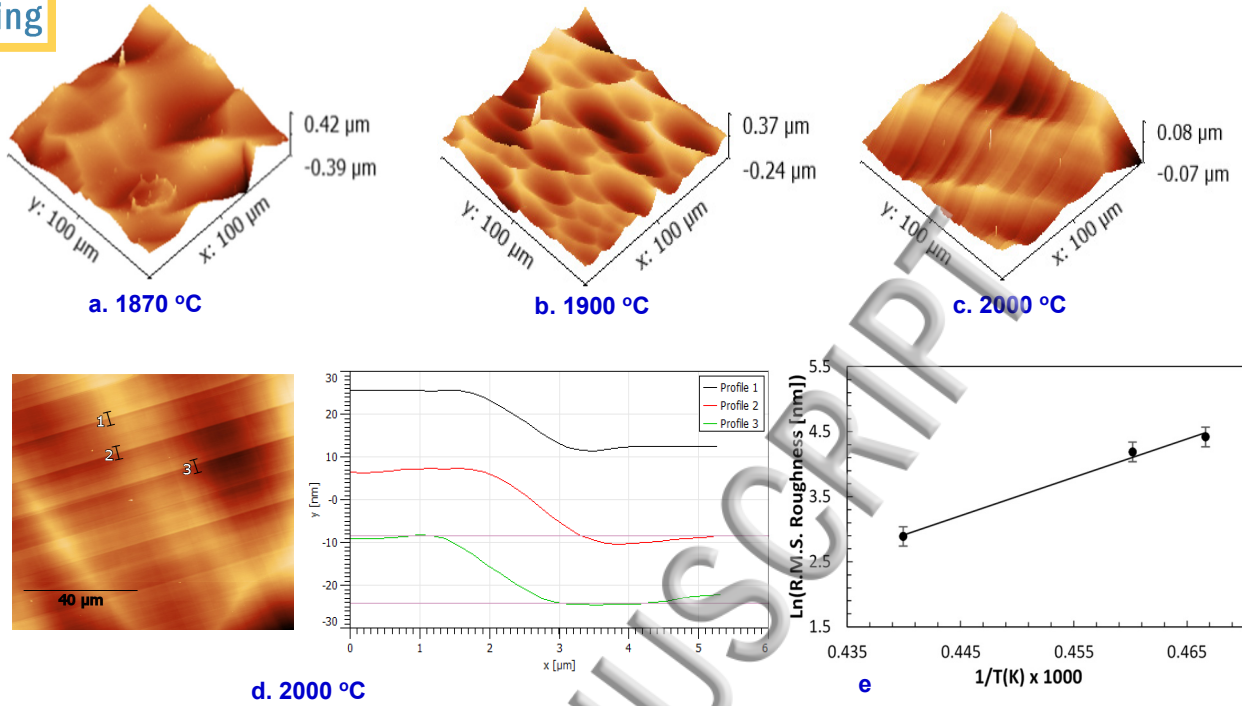 ing
0.42 µm
-0.39 µm
y: 100 µm
x: 100 µm
a. 1870 °C
0.37 µm
-0.24 µm
y: 100 µm
x: 100 µm
b. 1900 °C
0.08 µm
-0.07 µm
y: 100 µm
x: 100 µm
c. 2000 °C
1
2
3
40 µm
30
20
10
-0
-10
-20
-30
y [nm]
Profile 1
Profile 2
Profile 3
0 1 2 3 4 5 6
x [µm]
d. 2000 °C
Ln(R.M.S. Roughness [nm])
5.5
4.5
3.5
2.5
1.5
0.435 0.445 0.455 0.465
1/T(K) x 1000
e
USCRIPT